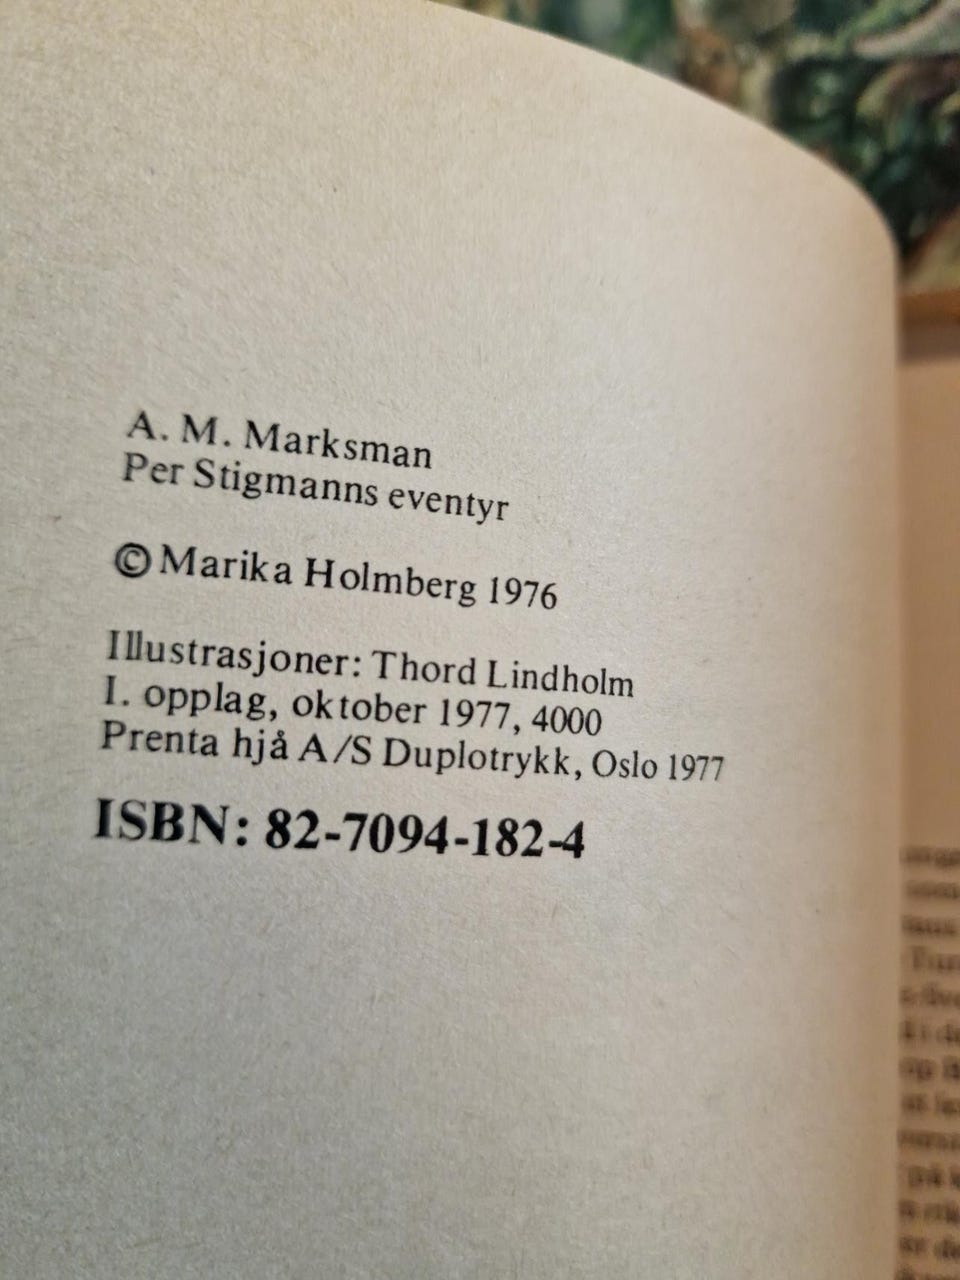 A. M. Marksman
Per Stigmanns eventyr
© Marika Holmberg 1976
Illustrasjoner: Thord Lindholm
I. opplag, oktober 1977, 4000
Prenta hjå A/S Duplotrykk, Oslo 1977
ISBN: 82-7094-182-4